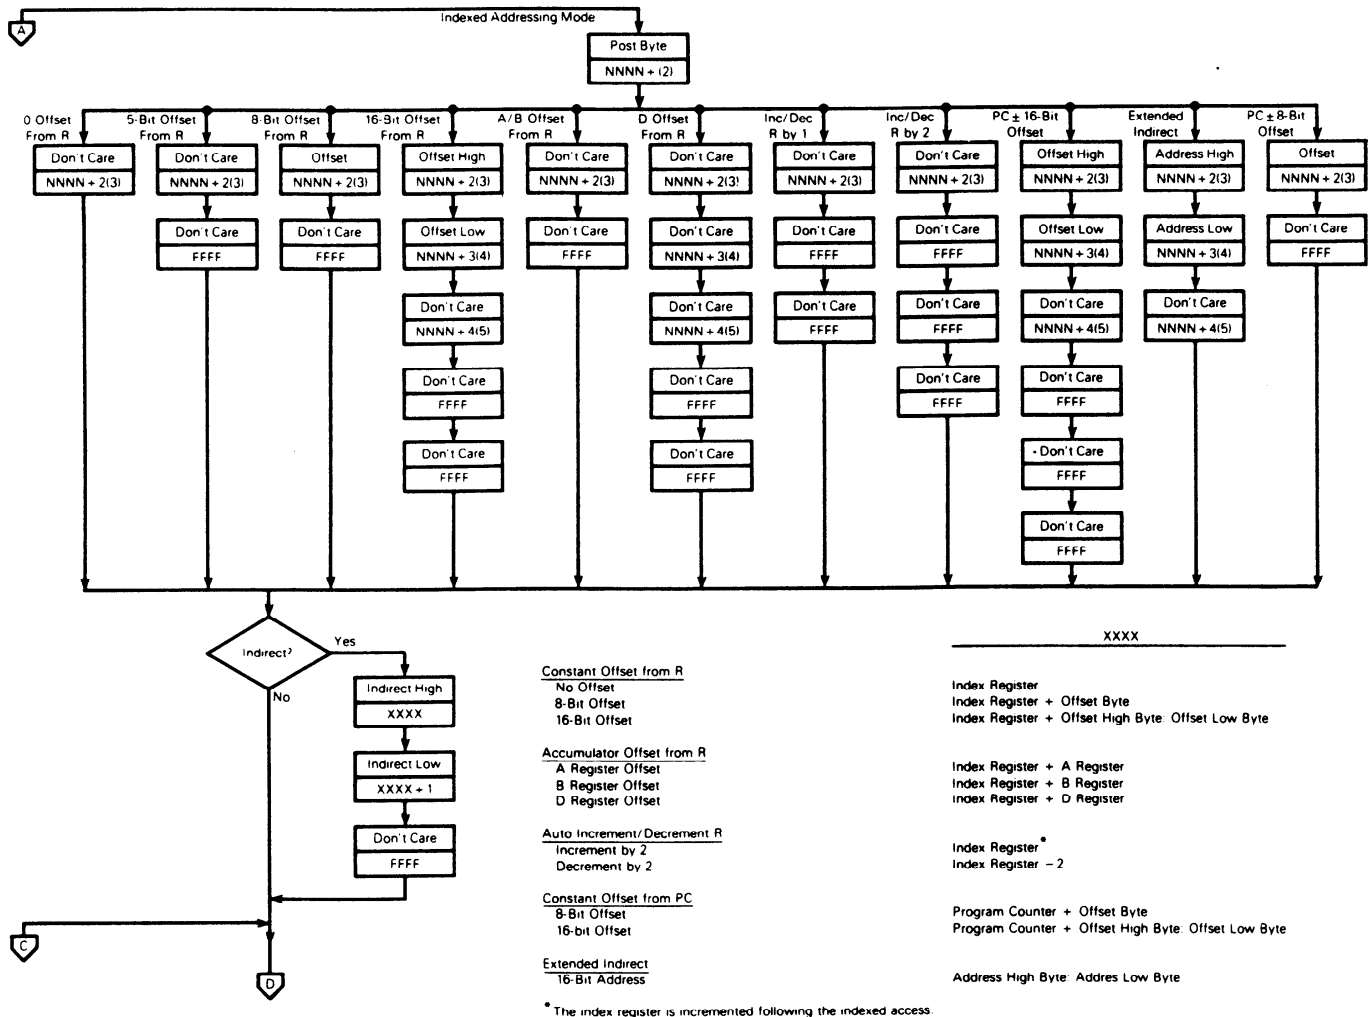 A
Indexed Addressing Mode
Post Byte
NNNN + (2)
0 Offset
From R
5-Bit Offset
From R
8-Bit Offset
From R
16-Bit Offset
From R
A/B Offset
From R
D Offset
From R
Inc/Dec
R by 1
Inc/Dec
R by 2
PC ± 16-Bit
Offset
Extended
Indirect
PC ± 8-Bit
Offset
Don't Care
NNNN + 2(3)
Don't Care
NNNN + 2(3)
Don't Care
FFFF
Offset
NNNN + 2(3)
Don't Care
FFFF
Offset High
NNNN + 2(3)
Offset Low
NNNN + 3(4)
Don't Care
NNNN + 4(5)
Don't Care
FFFF
Don't Care
FFFF
Don't Care
NNNN + 2(3)
Don't Care
FFFF
Don't Care
NNNN + 2(3)
Don't Care
NNNN + 3(4)
Don't Care
NNNN + 4(5)
Don't Care
FFFF
Don't Care
FFFF
Don't Care
NNNN + 2(3)
Don't Care
FFFF
Don't Care
FFFF
Don't Care
NNNN + 2(3)
Don't Care
FFFF
Don't Care
FFFF
Don't Care
FFFF
Offset High
NNNN + 2(3)
Offset Low
NNNN + 3(4)
Don't Care
NNNN + 4(5)
Don't Care
FFFF
Don't Care
FFFF
Don't Care
FFFF
Address High
NNNN + 2(3)
Address Low
NNNN + 3(4)
Don't Care
NNNN + 4(5)
Offset
NNNN + 2(3)
Don't Care
FFFF
Indirect?
Yes
No
Indirect High
XXXX
Indirect Low
XXXX + 1
Don't Care
FFFF
C
D
XXXX
Constant Offset from R
No Offset Index Register
8-Bit Offset Index Register + Offset Byte
16-Bit Offset Index Register + Offset High Byte: Offset Low Byte
Accumulator Offset from R
A Register Offset Index Register + A Register
B Register Offset Index Register + B Register
D Register Offset Index Register + D Register
Auto Increment/Decrement R
Increment by 2 Index Register*
Decrement by 2 Index Register − 2
Constant Offset from PC
8-Bit Offset Program Counter + Offset Byte
16-bit Offset Program Counter + Offset High Byte: Offset Low Byte
Extended Indirect
16-Bit Address Address High Byte: Addres Low Byte
* The index register is incremented following the indexed access.